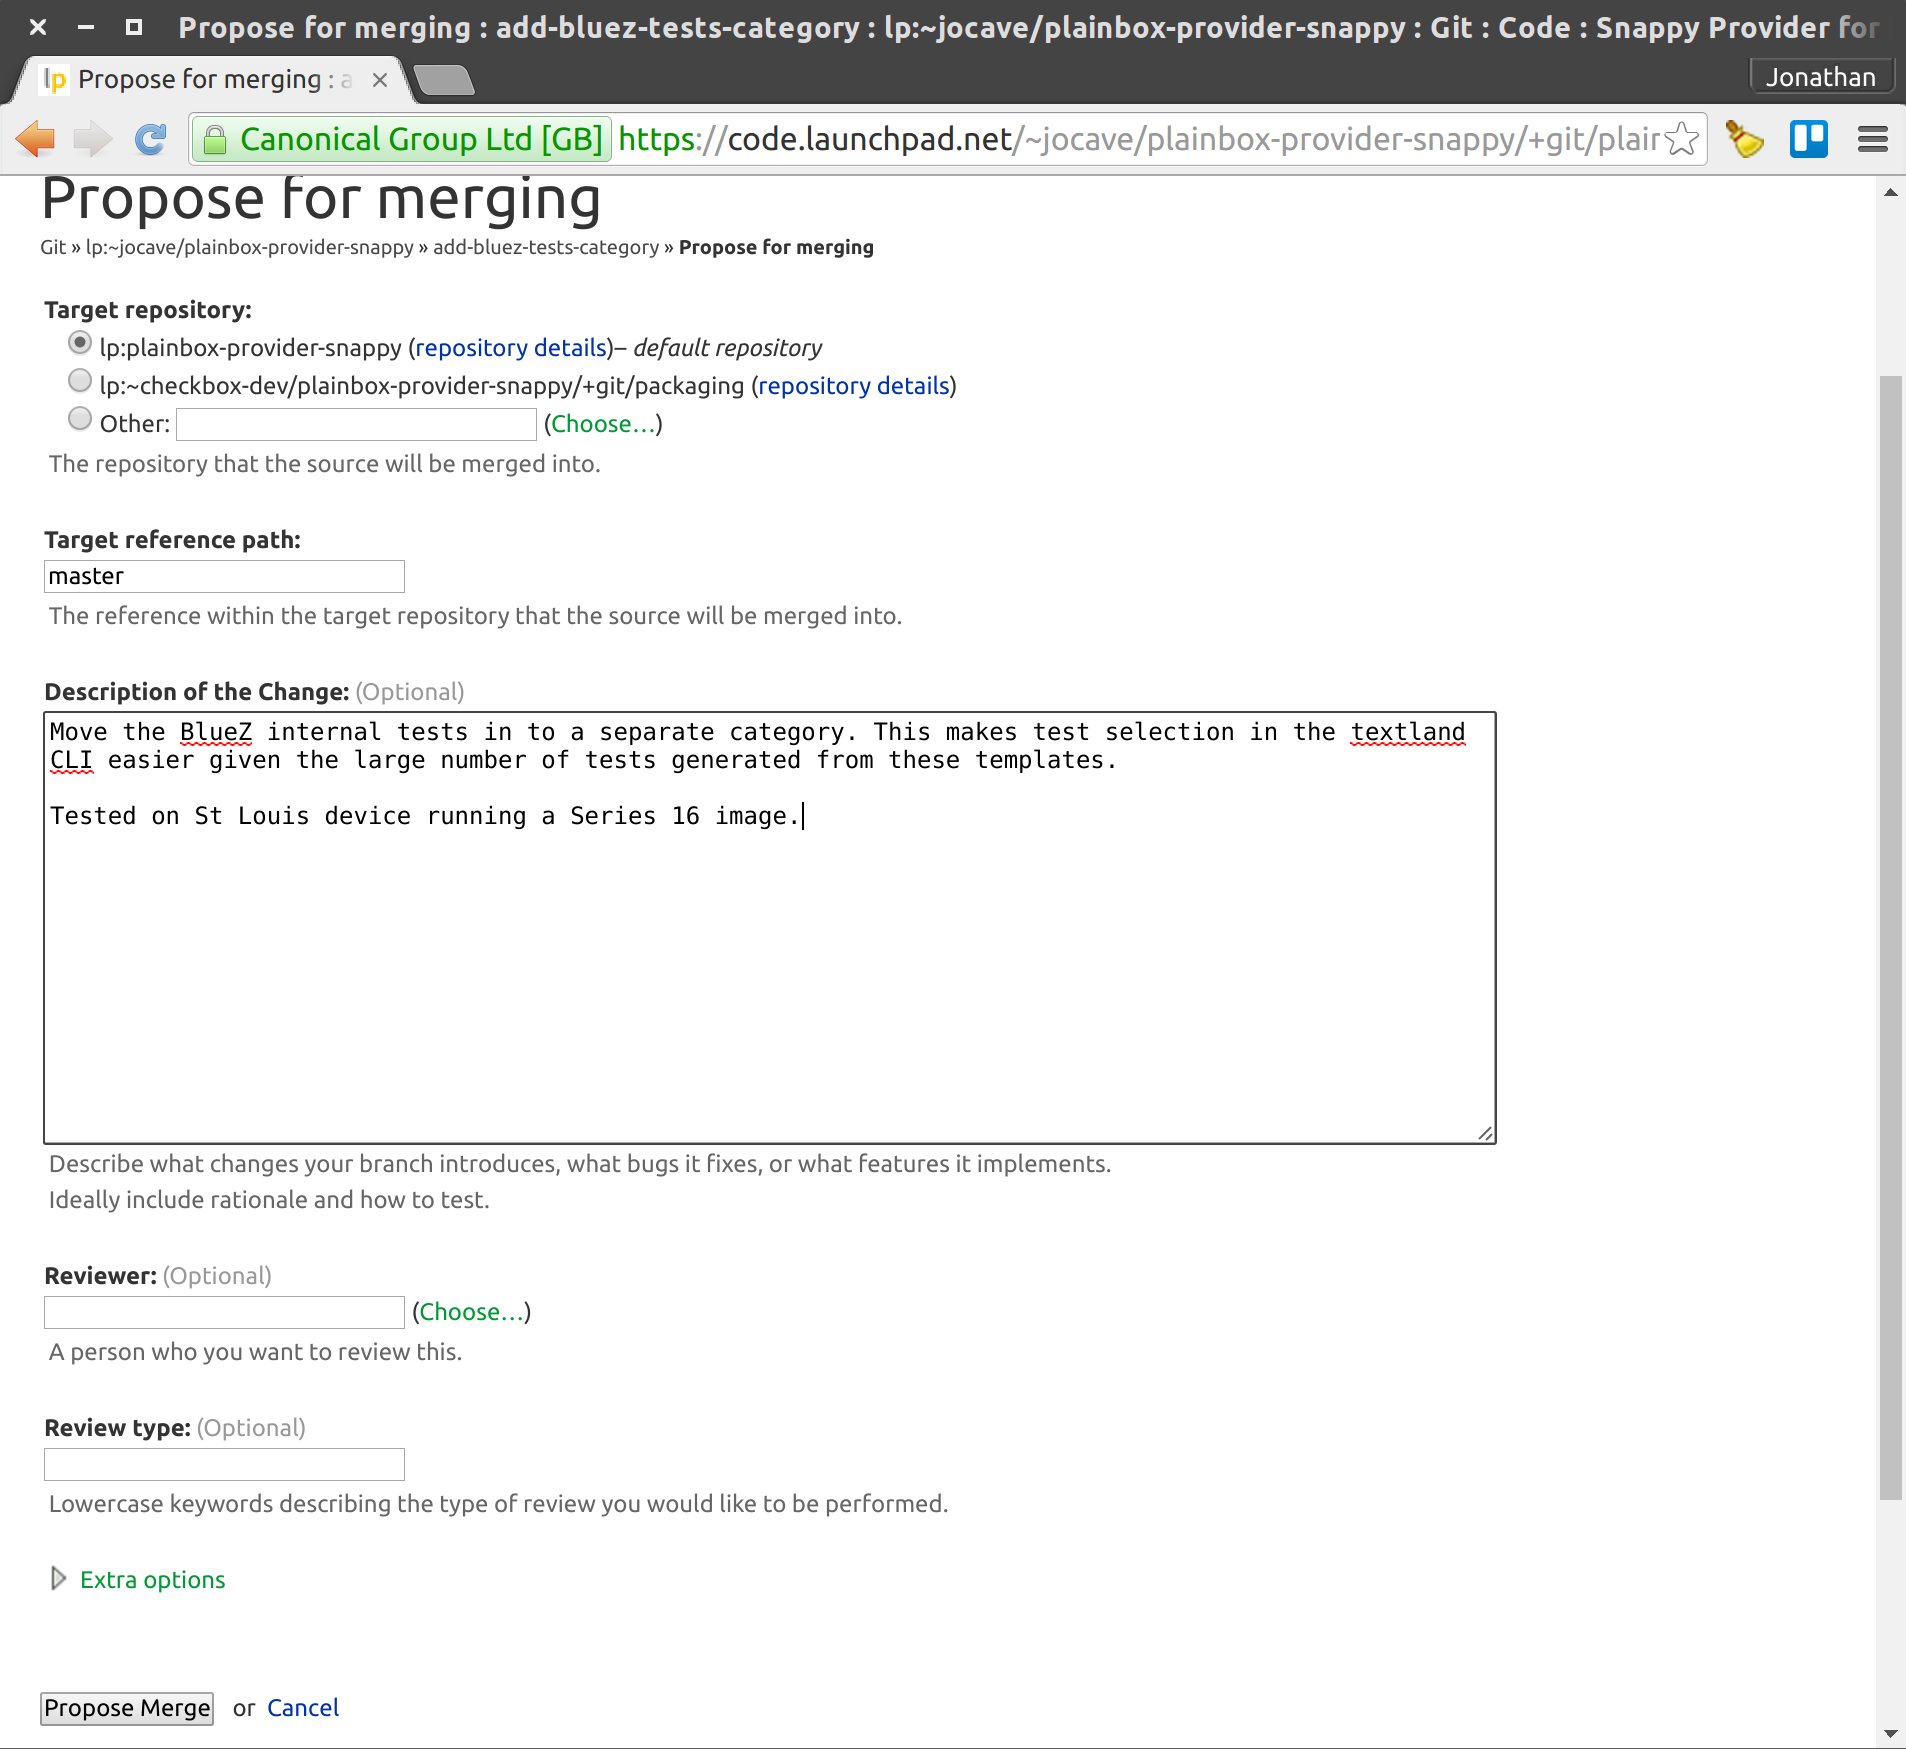 Propose for merging : add-bluez-tests-category : lp:~jocave/plainbox-provider-snappy : Git : Code : Snappy Provider for
lp Propose for merging : a
Jonathan
Canonical Group Ltd [GB] https://code.launchpad.net/~jocave/plainbox-provider-snappy/+git/plain
Propose for merging
Git » lp:~jocave/plainbox-provider-snappy » add-bluez-tests-category » Propose for merging
Target repository:
lp:plainbox-provider-snappy (repository details)– default repository
lp:~checkbox-dev/plainbox-provider-snappy/+git/packaging (repository details)
Other: (Choose…)
The repository that the source will be merged into.
Target reference path:
master
The reference within the target repository that the source will be merged into.
Description of the Change: (Optional)
Move the BlueZ internal tests in to a separate category. This makes test selection in the textland
CLI easier given the large number of tests generated from these templates.
Tested on St Louis device running a Series 16 image.
Describe what changes your branch introduces, what bugs it fixes, or what features it implements.
Ideally include rationale and how to test.
Reviewer: (Optional)
(Choose…)
A person who you want to review this.
Review type: (Optional)
Lowercase keywords describing the type of review you would like to be performed.
Extra options
Propose Merge or Cancel